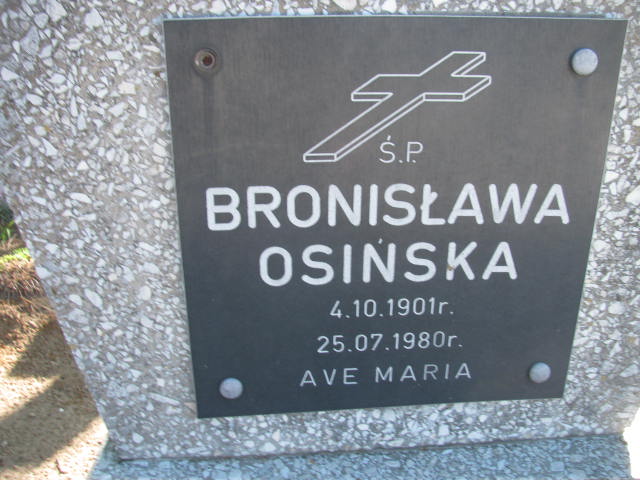 Ś.P.
BRONISŁAWA
OSIŃSKA
4.10.1901r.
25.07.1980r.
AVE MARIA